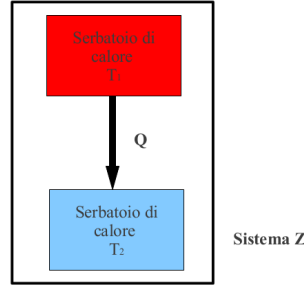 Serbatoio di
calore
T₁
Q
Serbatoio di
calore
T₂
Sistema Z